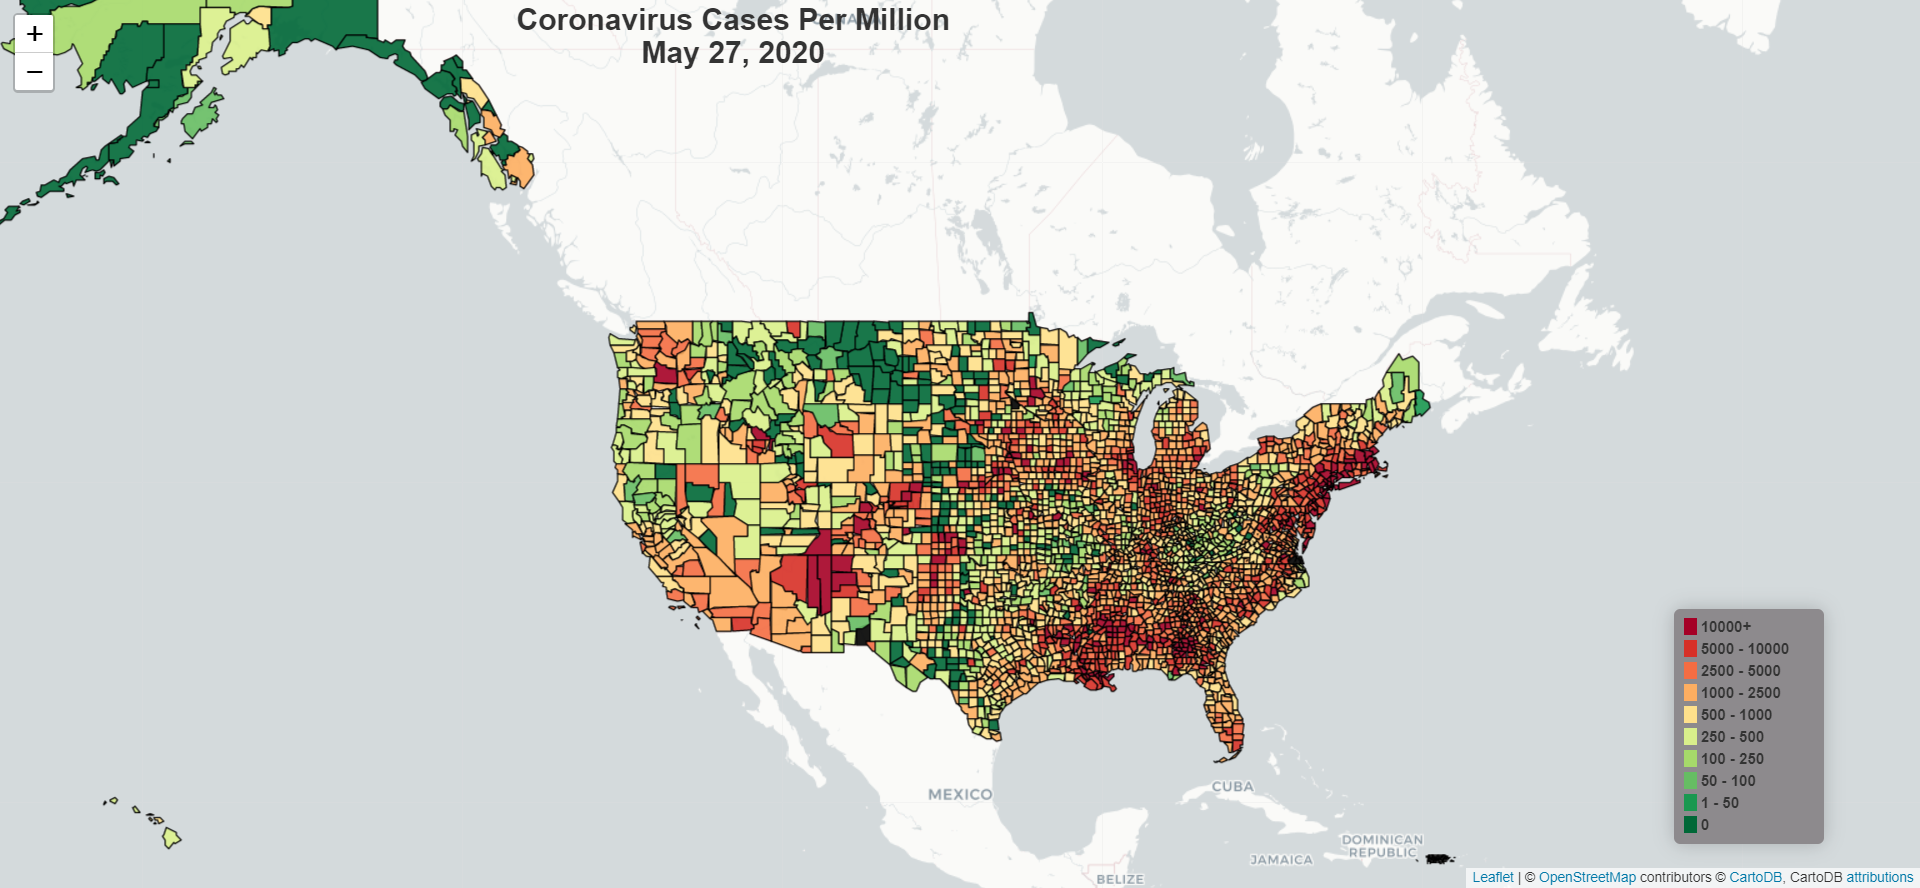 +
−
Coronavirus Cases Per Million
May 27, 2020
CANADA
MEXICO
CUBA
JAMAICA
DOMINICAN
REPUBLIC
BELIZE
10000+
5000 - 10000
2500 - 5000
1000 - 2500
500 - 1000
250 - 500
100 - 250
50 - 100
1 - 50
0
Leaflet | © OpenStreetMap contributors © CartoDB, CartoDB attributions